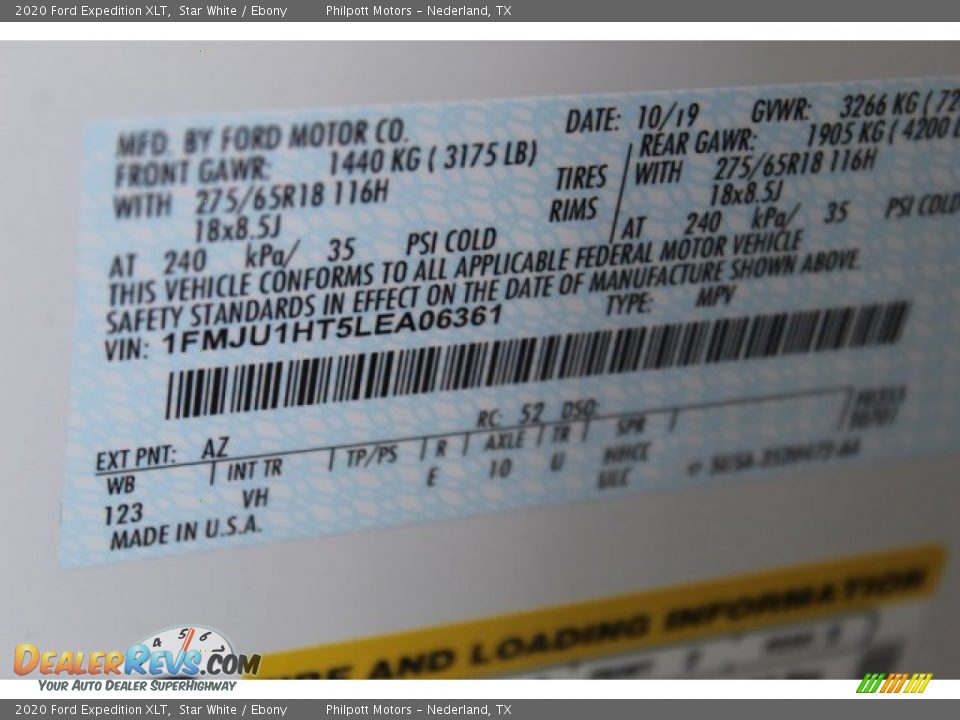 2020 Ford Expedition XLT, Star White / Ebony Philpott Motors – Nederland, TX
MFD. BY FORD MOTOR CO. DATE: 10/19 GVWR: 3266 KG ( 72
FRONT GAWR: 1440 KG ( 3175 LB) REAR GAWR: 1905 KG ( 4200 L
WITH 275/65R18 116H TIRES WITH 275/65R18 116H
18x8.5J RIMS 18x8.5J
AT 240 kPa/ 35 PSI COLD AT 240 kPa/ 35 PSI COLD
THIS VEHICLE CONFORMS TO ALL APPLICABLE FEDERAL MOTOR VEHICLE
SAFETY STANDARDS IN EFFECT ON THE DATE OF MANUFACTURE SHOWN ABOVE.
VIN: 1FMJU1HT5LEA06361 TYPE: MPV
RC: 52 DSO:
EXT PNT: AZ
WB INT TR TP/PS R AXLE TR SPR
123 VH E 10 U
MADE IN U.S.A.
AND LOADING INFORMATION
4 5 6
DEALERREVS.COM
YOUR AUTO DEALER SUPERHIGHWAY
2020 Ford Expedition XLT, Star White / Ebony Philpott Motors – Nederland, TX